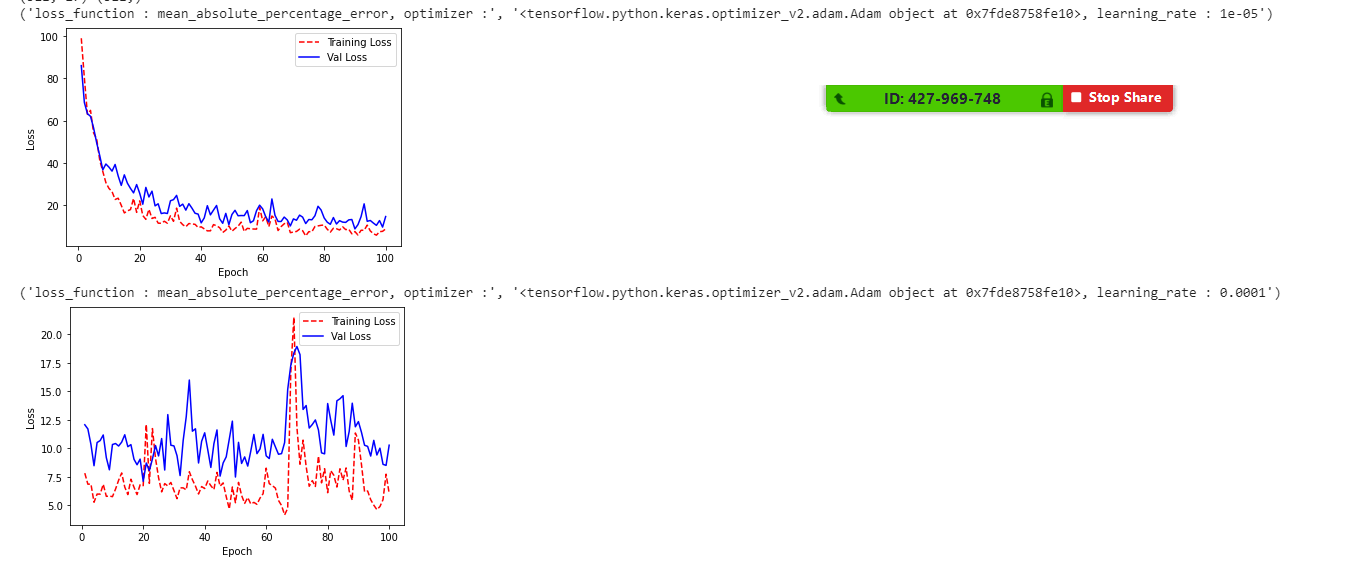 ('loss_function : mean_absolute_percentage_error, optimizer :', '<tensorflow.python.keras.optimizer_v2.adam.Adam object at 0x7fde8758fe10>, learning_rate : 1e-05')
100
80
60
40
20
Loss
Training Loss
Val Loss
0 20 40 60 80 100
Epoch
ID: 427-969-748
E
Stop Share
('loss_function : mean_absolute_percentage_error, optimizer :', '<tensorflow.python.keras.optimizer_v2.adam.Adam object at 0x7fde8758fe10>, learning_rate : 0.0001')
20.0
17.5
15.0
12.5
10.0
7.5
5.0
Loss
Training Loss
Val Loss
0 20 40 60 80 100
Epoch